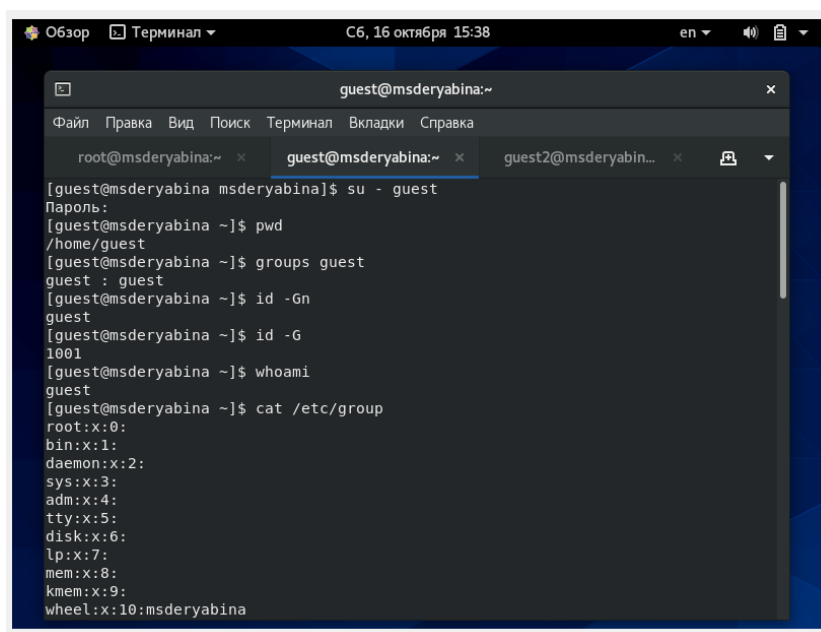 Обзор Терминал Сб, 16 октября 15:38 en
guest@msderyabina:~
Файл Правка Вид Поиск Терминал Вкладки Справка
root@msderyabina:~ × guest@msderyabina:~ × guest2@msderyabin... ×
[guest@msderyabina msderyabina]$ su - guest
Пароль:
[guest@msderyabina ~]$ pwd
/home/guest
[guest@msderyabina ~]$ groups guest
guest : guest
[guest@msderyabina ~]$ id -Gn
guest
[guest@msderyabina ~]$ id -G
1001
[guest@msderyabina ~]$ whoami
guest
[guest@msderyabina ~]$ cat /etc/group
root:x:0:
bin:x:1:
daemon:x:2:
sys:x:3:
adm:x:4:
tty:x:5:
disk:x:6:
lp:x:7:
mem:x:8:
kmem:x:9:
wheel:x:10:msderyabina